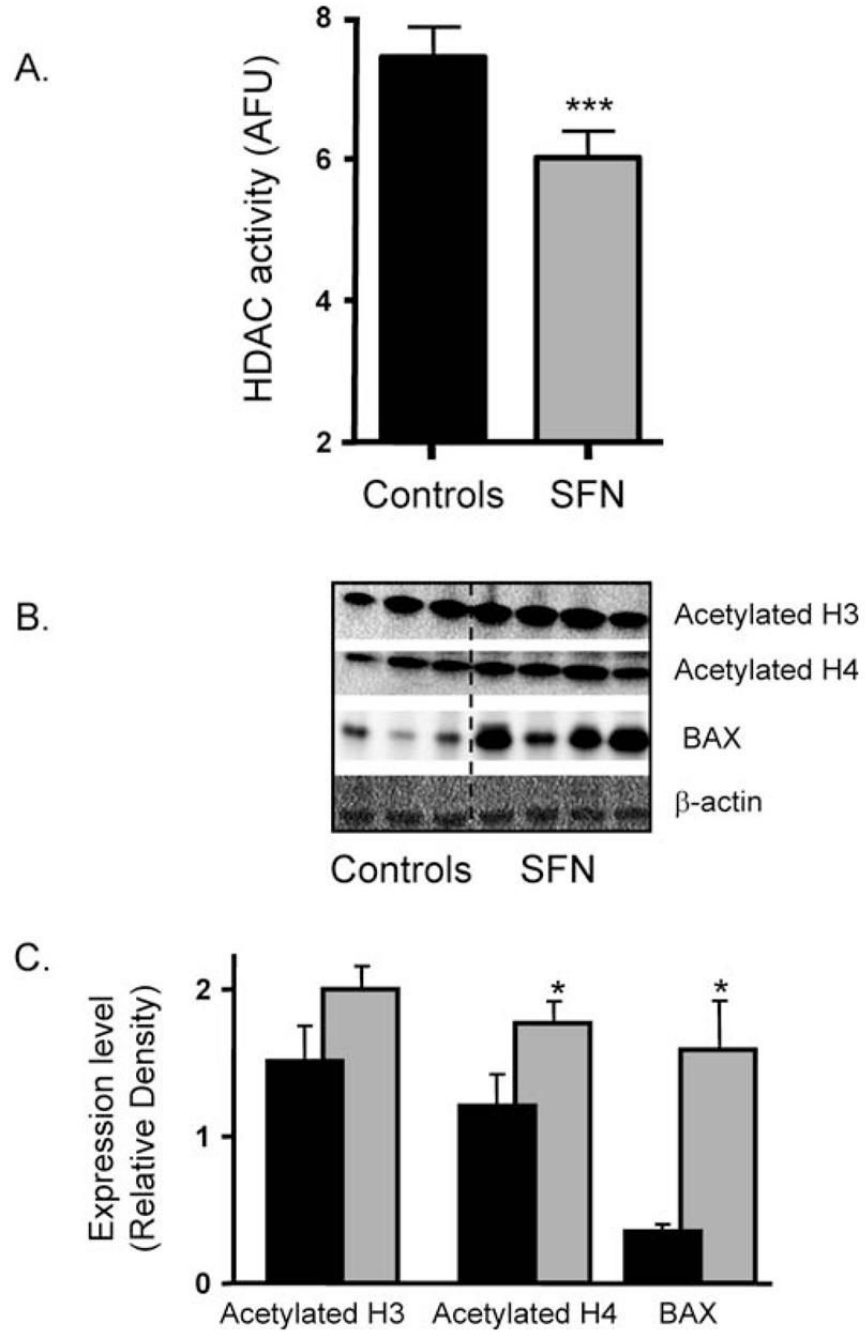 A.
HDAC activity (AFU)
8
6
4
2
***
Controls SFN
B.
Acetylated H3
Acetylated H4
BAX
β-actin
Controls SFN
C.
Expression level
(Relative Density)
2
1
0
* *
Acetylated H3 Acetylated H4 BAX